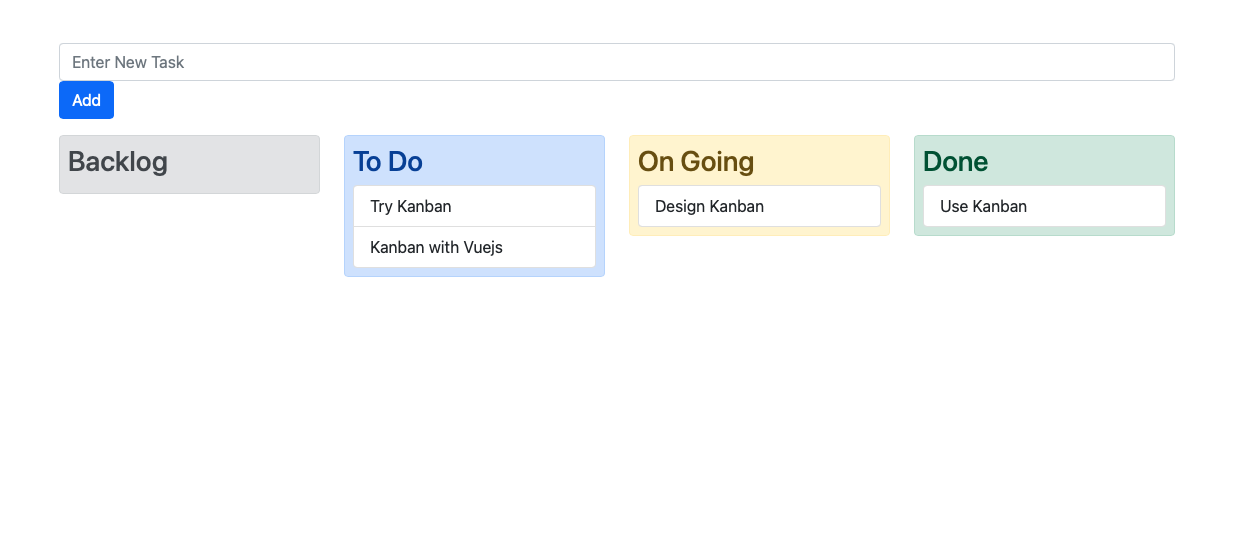 Enter New Task
Add
Backlog
To Do
Try Kanban
Kanban with Vuejs
On Going
Design Kanban
Done
Use Kanban